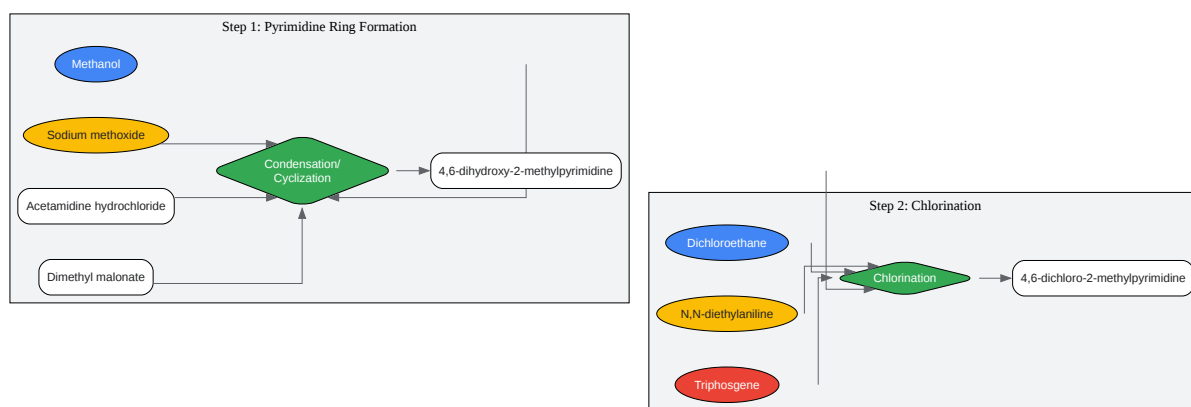 Step 1: Pyrimidine Ring Formation
Methanol
Sodium methoxide
Condensation/
Cyclization
4,6-dihydroxy-2-methylpyrimidine
Acetamidine hydrochloride
Dimethyl malonate
Step 2: Chlorination
Dichloroethane
Chlorination
4,6-dichloro-2-methylpyrimidine
N,N-diethylaniline
Triphosgene